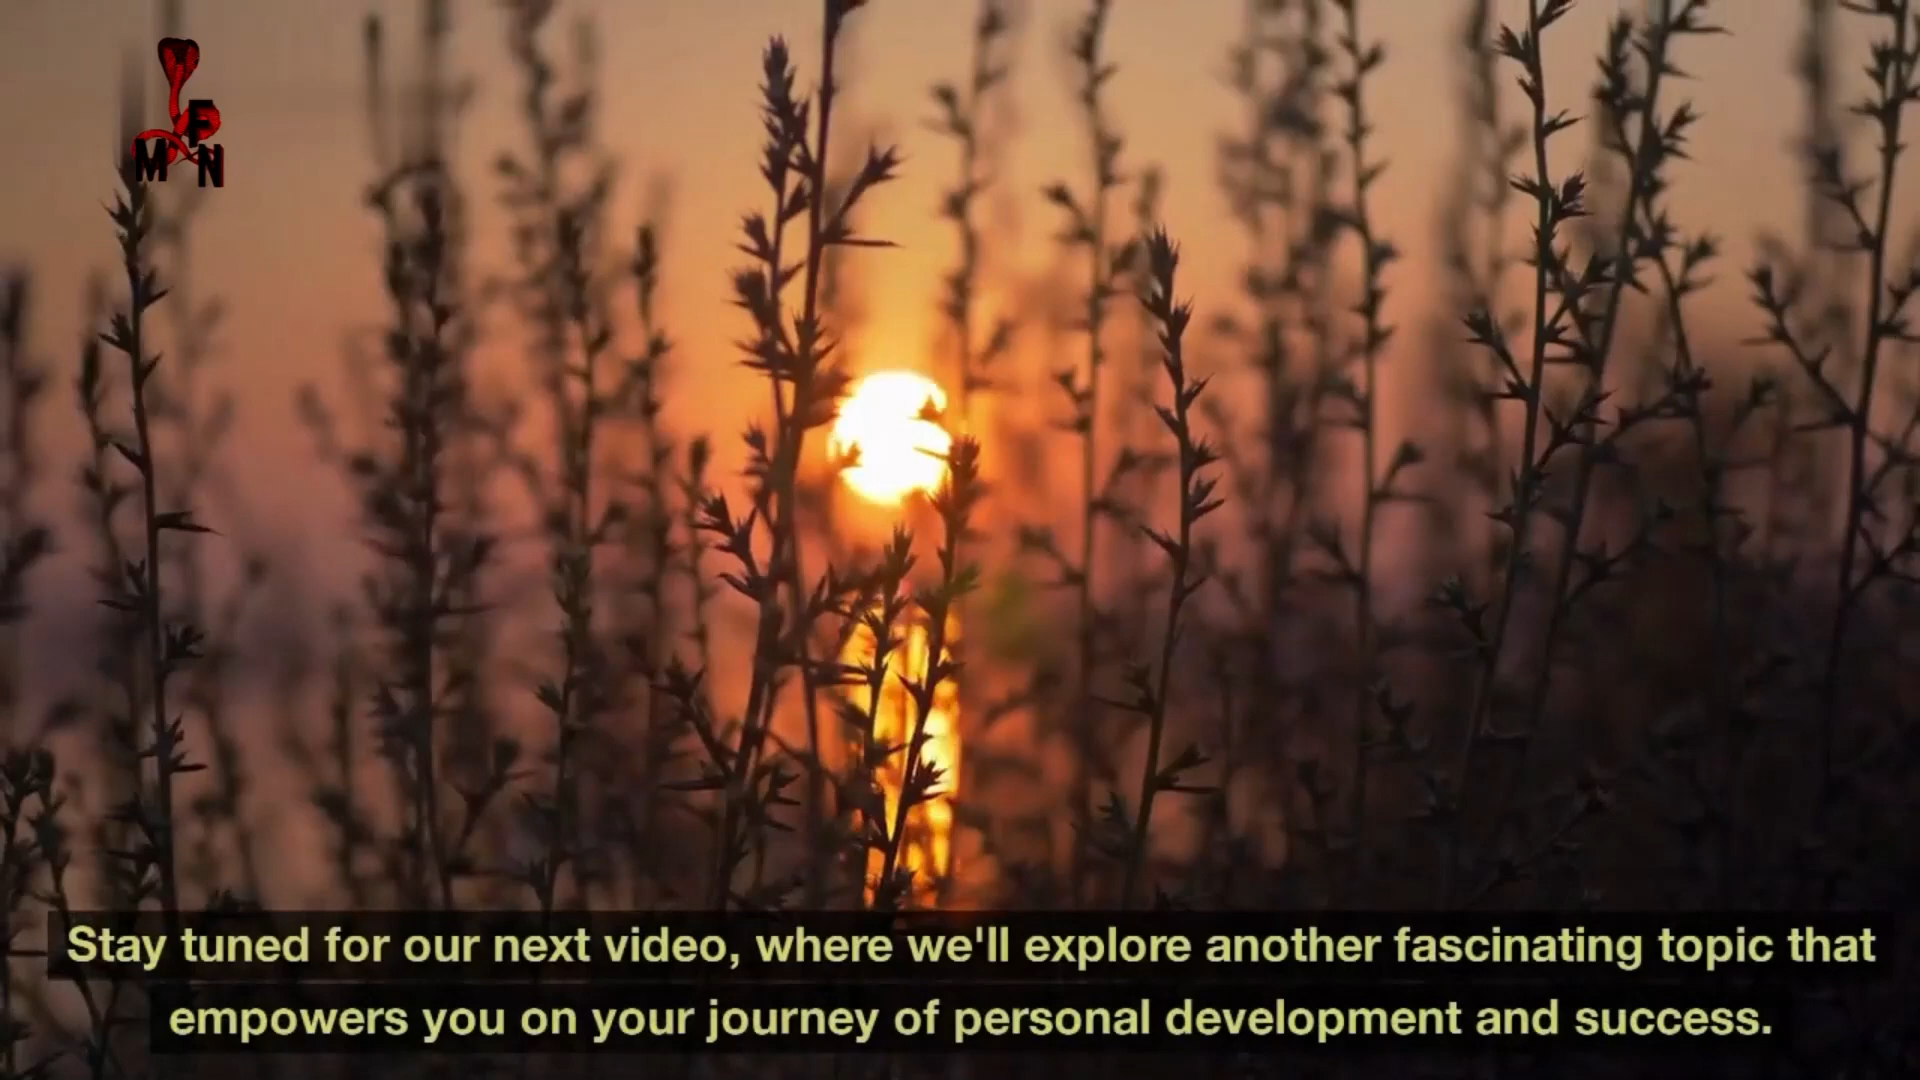 F
M N
Stay tuned for our next video, where we'll explore another fascinating topic that
empowers you on your journey of personal development and success.